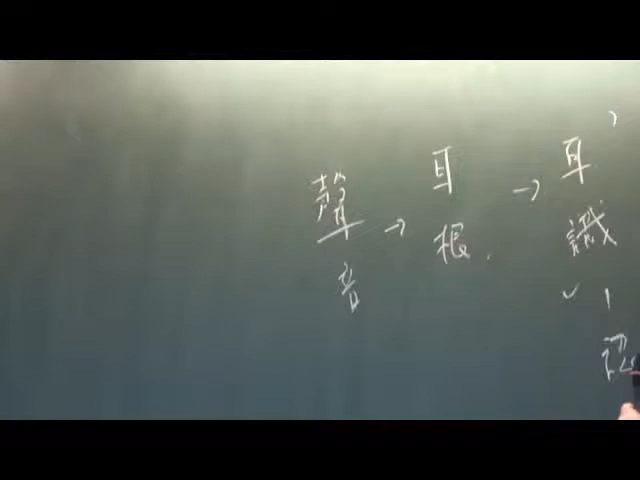 聲音 → 耳根 → 耳識